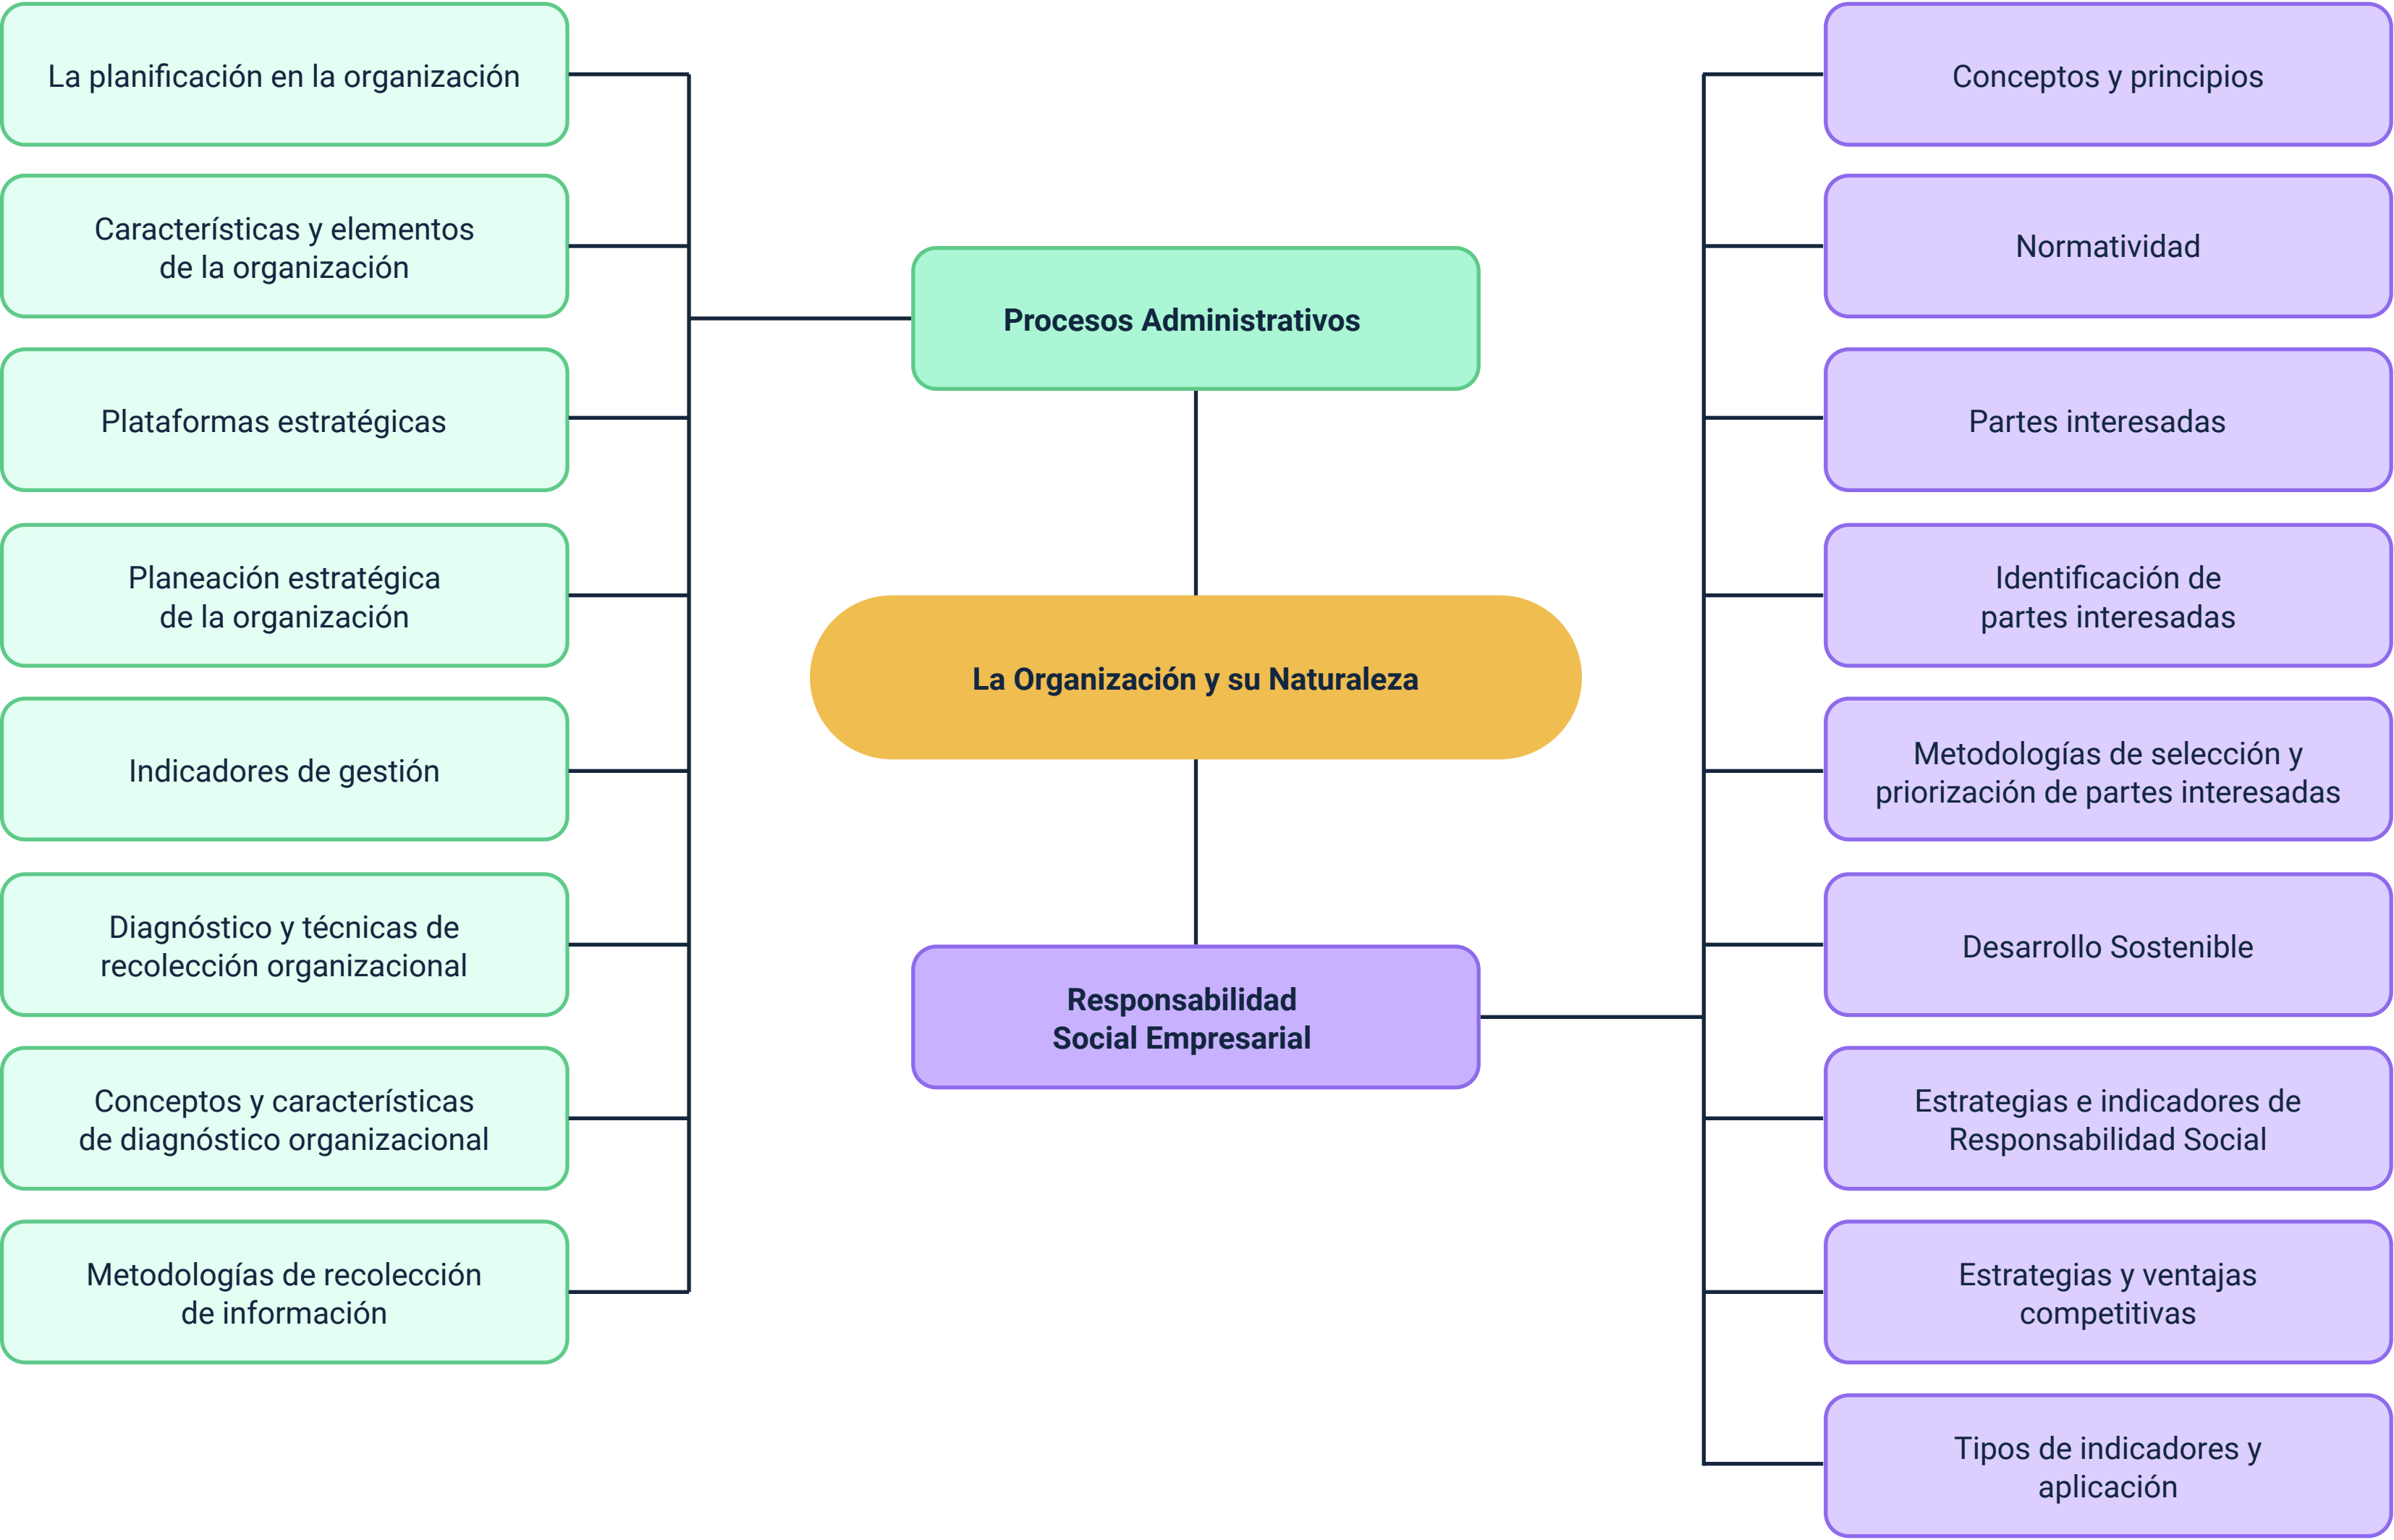 La planificación en la organización
Características y elementos
de la organización
Plataformas estratégicas
Planeación estratégica
de la organización
Indicadores de gestión
Diagnóstico y técnicas de
recolección organizacional
Conceptos y características
de diagnóstico organizacional
Metodologías de recolección
de información
Procesos Administrativos
La Organización y su Naturaleza
Responsabilidad
Social Empresarial
Conceptos y principios
Normatividad
Partes interesadas
Identificación de
partes interesadas
Metodologías de selección y
priorización de partes interesadas
Desarrollo Sostenible
Estrategias e indicadores de
Responsabilidad Social
Estrategias y ventajas
competitivas
Tipos de indicadores y
aplicación